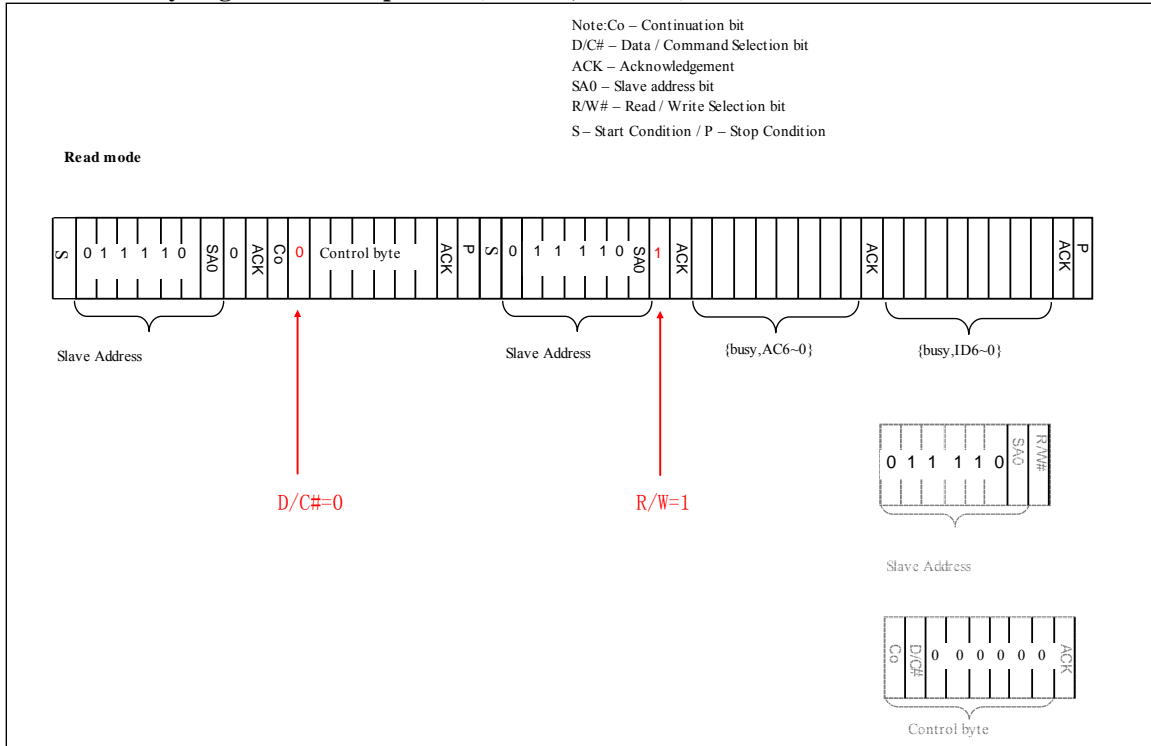 Note:Co – Continuation bit
D/C# – Data / Command Selection bit
ACK – Acknowledgement
SA0 – Slave address bit
R/W# – Read / Write Selection bit
S – Start Condition / P – Stop Condition
Read mode
S 0 1 1 1 1 0 SA0 0 ACK Co 0 Control byte ACK P S 0 1 1 1 1 0 SA0 1 ACK ACK ACK P
Slave Address Slave Address {busy,AC6~0} {busy,ID6~0}
D/C#=0 R/W=1
0 1 1 1 1 0 SA0 R/W#
Slave Address
Co D/C# 0 0 0 0 0 0 ACK
Control byte